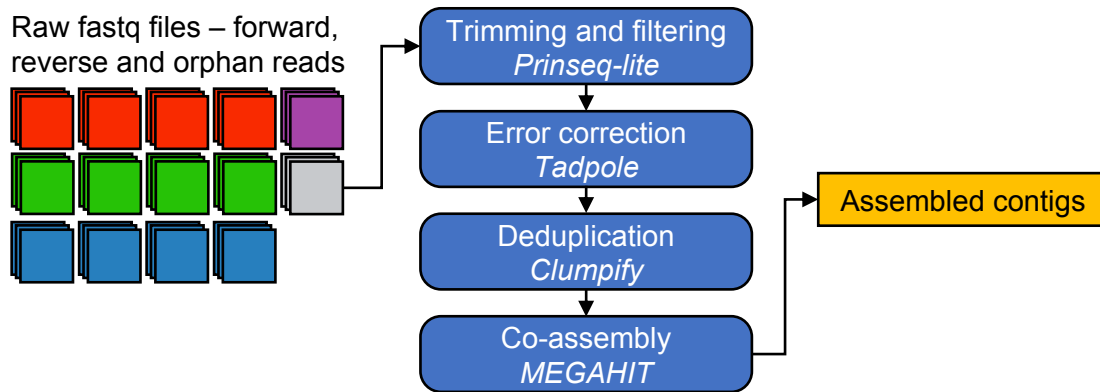 Raw fastq files – forward,
reverse and orphan reads
Trimming and filtering
Prinseq-lite
Error correction
Tadpole
Deduplication
Clumpify
Co-assembly
MEGAHIT
Assembled contigs